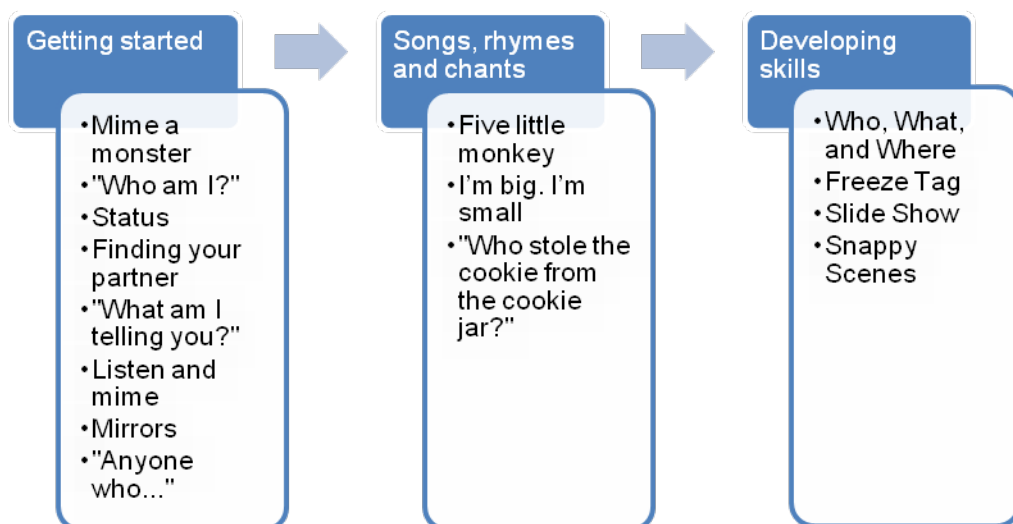 Getting started
•Mime a
monster
•"Who am I?"
•Status
•Finding your
partner
•"What am I
telling you?"
•Listen and
mime
•Mirrors
•"Anyone
who..."
Songs, rhymes
and chants
•Five little
monkey
•I'm big. I'm
small
•"Who stole the
cookie from
the cookie
jar?"
Developing
skills
•Who, What,
and Where
•Freeze Tag
•Slide Show
•Snappy
Scenes